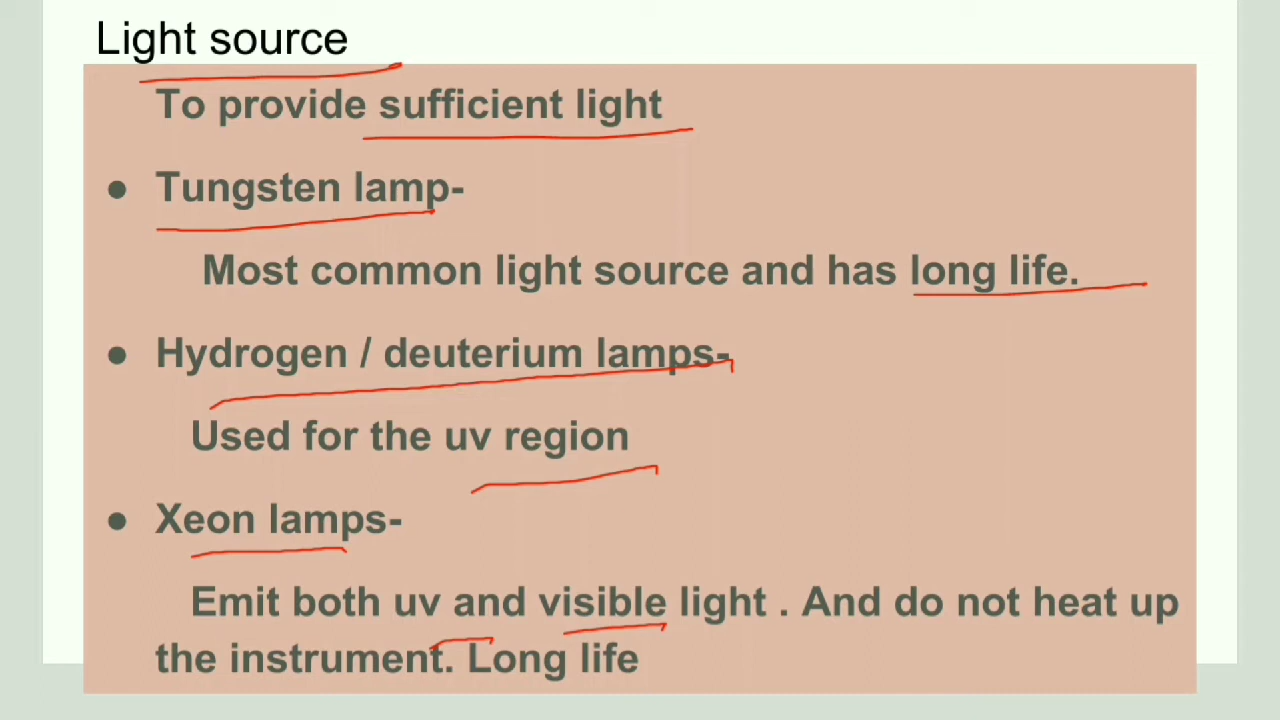 Light source
To provide sufficient light
● Tungsten lamp-
Most common light source and has long life.
● Hydrogen / deuterium lamps-
Used for the uv region
● Xeon lamps-
Emit both uv and visible light . And do not heat up
the instrument. Long life